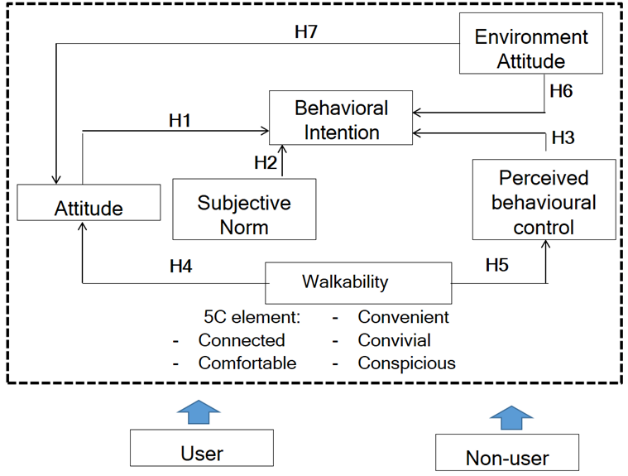 H7
Environment
Attitude
H6
Behavioral
Intention
H1
H3
H2
Attitude
Subjective
Norm
Perceived
behavioural
control
H4
Walkability
H5
5C element:
- Connected
- Comfortable
- Convenient
- Convivial
- Conspicious
User
Non-user